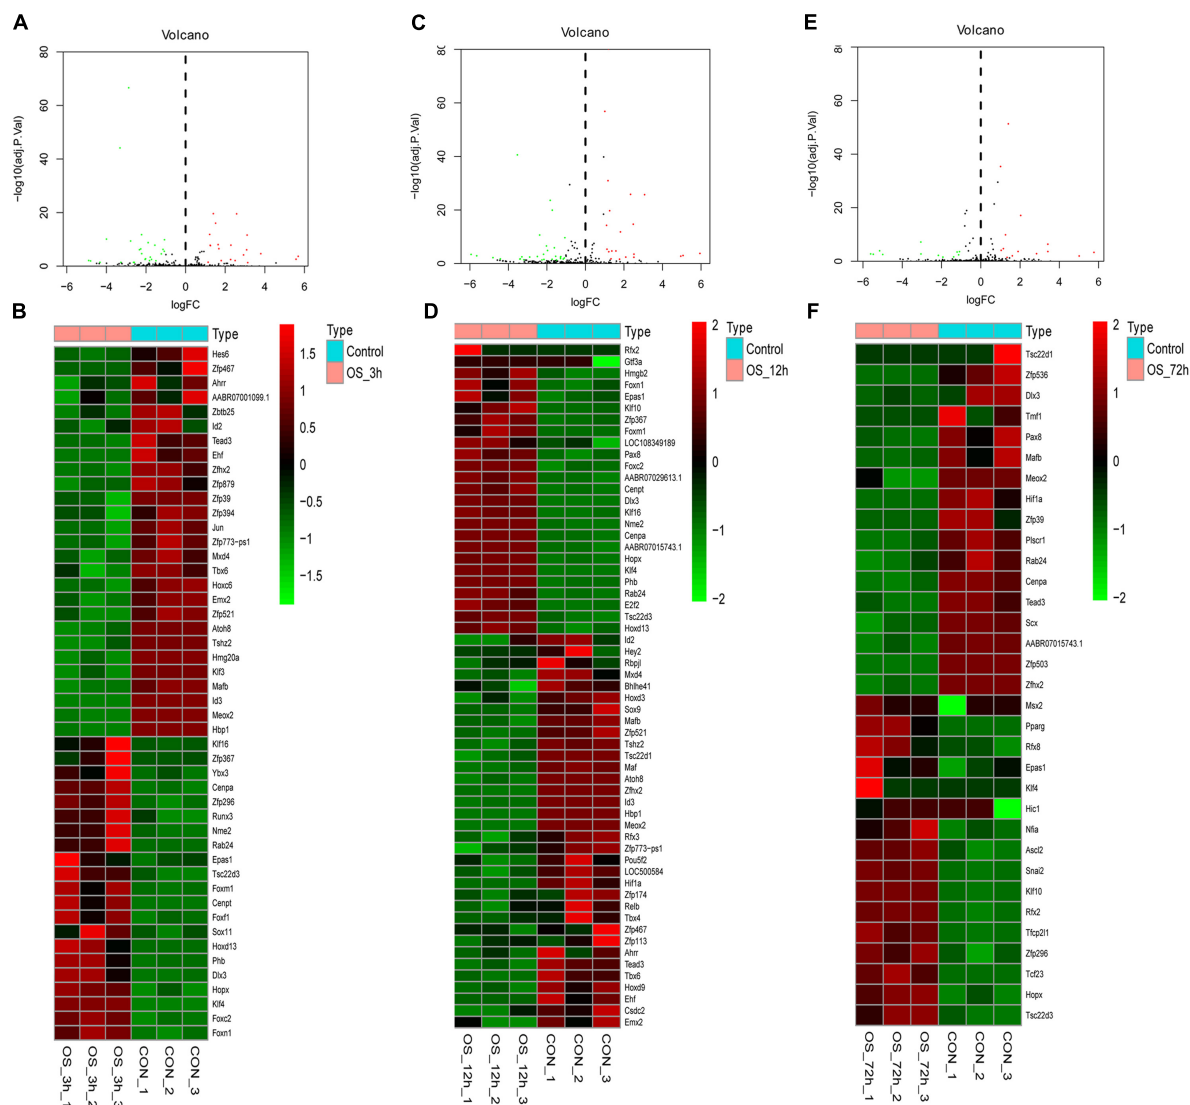 A
Volcano
80
60
40
20
0
−log10(adj.P.Val)
−6 −4 −2 0 2 4 6
logFC
C
Volcano
80
60
40
20
0
−log10(adj.P.Val)
−6 −4 −2 0 2 4 6
logFC
E
Volcano
80
60
40
20
0
−log10(adj.P.Val)
−6 −4 −2 0 2 4 6
logFC
B
Type
Hes6
Zfp467
Ahrr
AABR07001099.1
Zbtb25
Id2
Tead3
Ehf
Zfhx2
Zfp879
Zfp39
Zfp394
Jun
Zfp773−ps1
Mxd4
Tbx6
Hoxc6
Emx2
Zfp521
Atoh8
Tshz2
Hmg20a
Klf3
Mafb
Id3
Meox2
Hbp1
Klf16
Zfp367
Ybx3
Cenpa
Zfp296
Runx3
Nme2
Rab24
Epas1
Tsc22d3
Foxm1
Cenpt
Foxf1
Sox11
Hoxd13
Phb
Dlx3
Hopx
Klf4
Foxc2
Foxn1
OS_3h_1
OS_3h_2
OS_3h_3
CON_1
CON_2
CON_3
1.5
1
0.5
0
−0.5
−1
−1.5
Type
Control
OS_3h
D
Type
Rfx2
Gtf3a
Hmgb2
Foxn1
Epas1
Klf10
Zfp367
Foxm1
LOC108349189
Pax8
Foxc2
AABR07029613.1
Cenpt
Dlx3
Klf16
Nme2
Cenpa
AABR07015743.1
Hopx
Klf4
Phb
Rab24
E2f2
Tsc22d3
Hoxd13
Id2
Hey2
Rbpjl
Mxd4
Bhlhe41
Hoxd3
Sox9
Mafb
Zfp521
Tshz2
Tsc22d1
Maf
Atoh8
Zfhx2
Id3
Hbp1
Meox2
Rfx3
Zfp773−ps1
Pou5f2
LOC500584
Hif1a
Zfp174
Relb
Tbx4
Zfp467
Zfp113
Ahrr
Tead3
Tbx6
Hoxd9
Ehf
Csdc2
Emx2
OS_12h_1
OS_12h_2
OS_12h_3
CON_1
CON_2
CON_3
2
1
0
−1
−2
Type
Control
OS_12h
F
Type
Tsc22d1
Zfp536
Dlx3
Tmf1
Pax8
Mafb
Meox2
Hif1a
Zfp39
Plscr1
Rab24
Cenpa
Tead3
Scx
AABR07015743.1
Zfp503
Zfhx2
Msx2
Pparg
Rfx8
Epas1
Klf4
Hic1
Nfia
Ascl2
Snai2
Klf10
Rfx2
Tfcp2l1
Zfp296
Tcf23
Hopx
Tsc22d3
OS_72h_1
OS_72h_2
OS_72h_3
CON_1
CON_2
CON_3
2
1
0
−1
−2
Type
Control
OS_72h